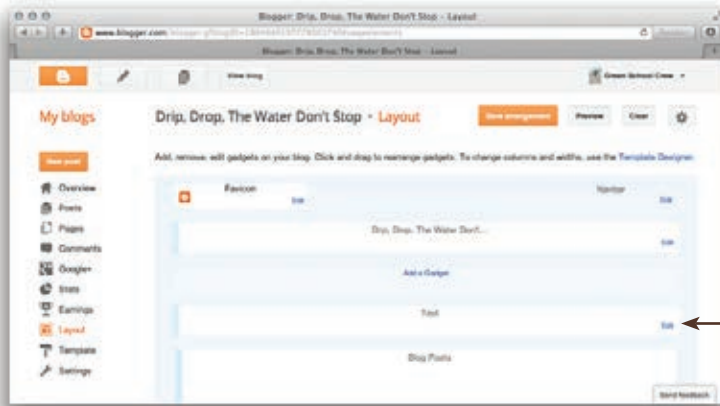 Blogger: Drip, Drop, The Water Don't Stop - Layout
www.blogger.com
Blogger: Drip, Drop, The Water Don't Stop - Layout
View blog
Green School Crew
My blogs
Drip, Drop, The Water Don't Stop · Layout
Save arrangement
Preview
Clear
New post
Add, remove, edit gadgets on your blog. Click and drag to rearrange gadgets. To change columns and widths, use the Template Designer.
Overview
Posts
Pages
Comments
Google+
Stats
Earnings
Layout
Template
Settings
Favicon
Edit
Navbar
Edit
Drip, Drop, The Water Don't...
Edit
Add a Gadget
Text
Edit
Blog Posts
Send feedback